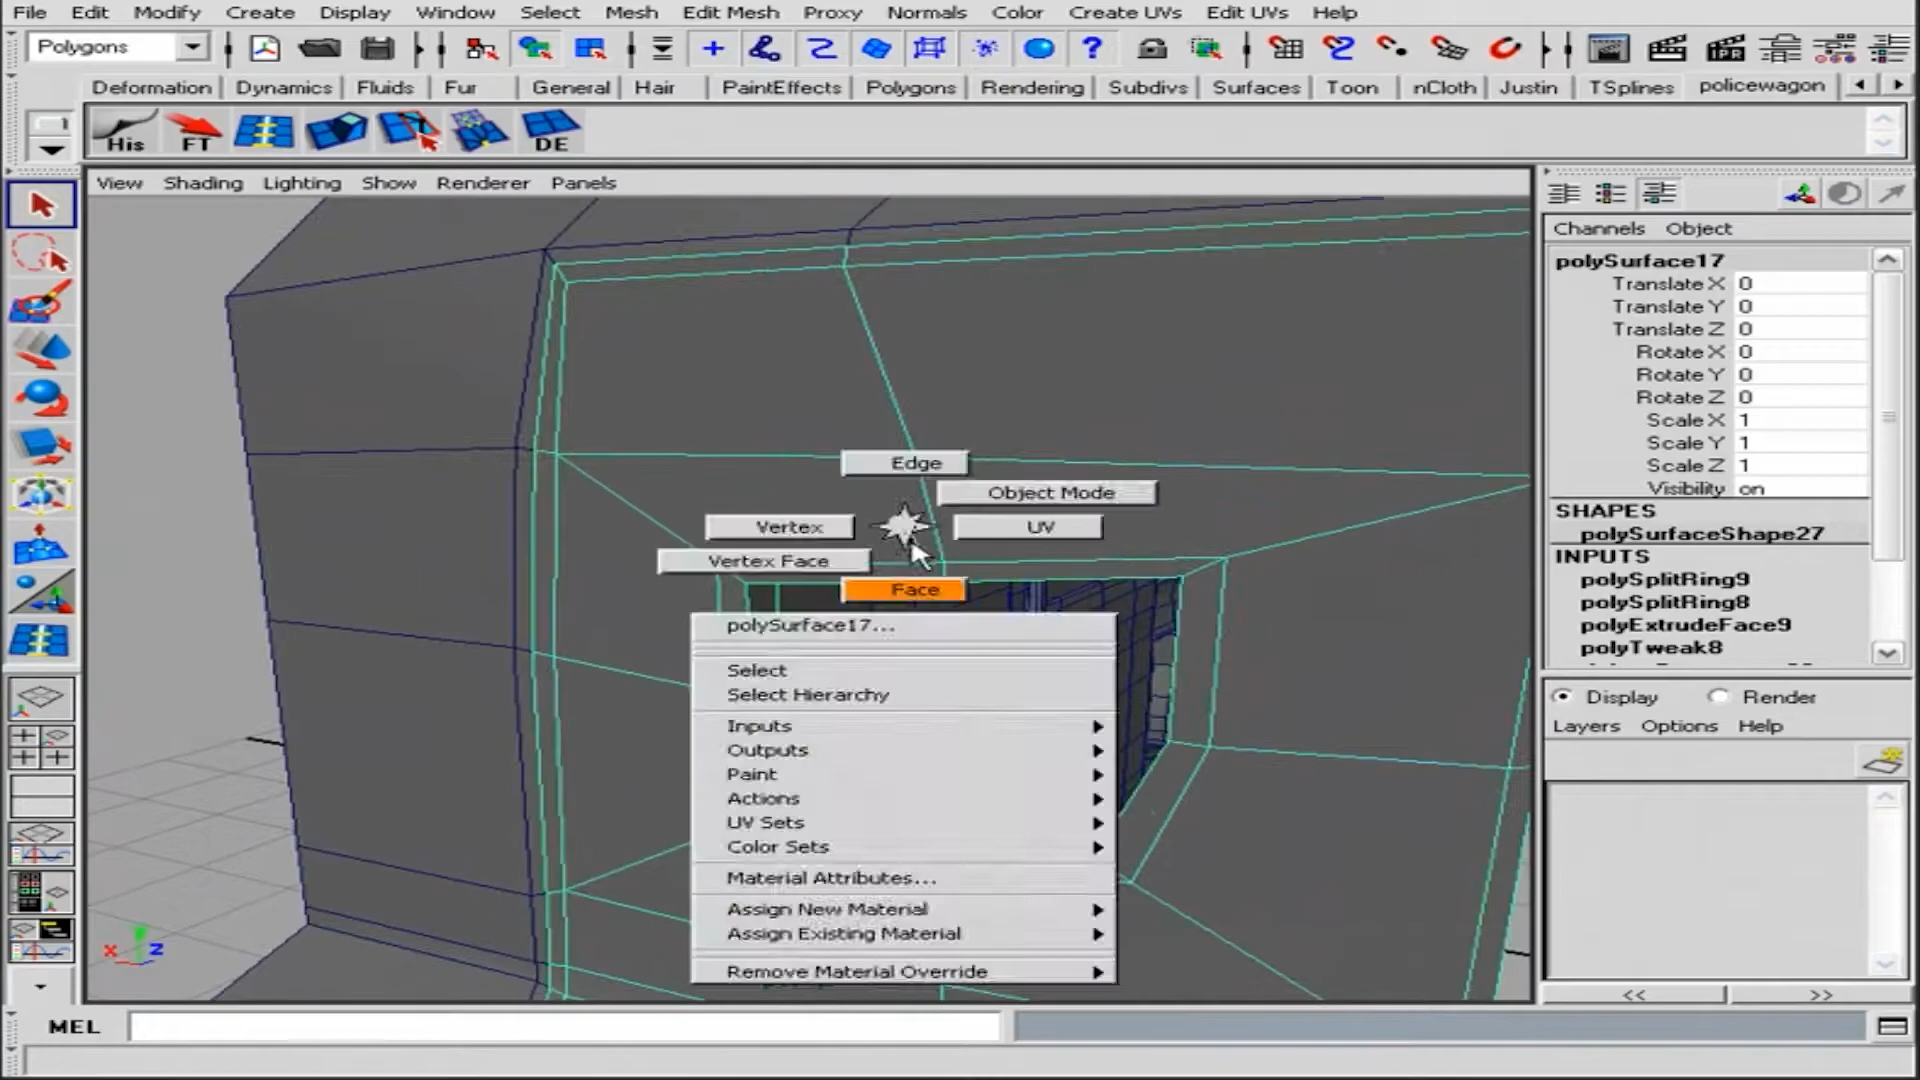 File Edit Modify Create Display Window Select Mesh Edit Mesh Proxy Normals Color Create UVs Edit UVs Help
Polygons
IPR
Deformation Dynamics Fluids Fur General Hair PaintEffects Polygons Rendering Subdivs Surfaces Toon nCloth Justin TSplines policewagon
His FT DE
View Shading Lighting Show Renderer Panels
Channels Object
polySurface17
Translate X 0
Translate Y 0
Translate Z 0
Rotate X 0
Rotate Y 0
Rotate Z 0
Scale X 1
Scale Y 1
Scale Z 1
Visibility on
SHAPES
polySurfaceShape27
INPUTS
polySplitRing9
polySplitRing8
polyExtrudeFace9
polyTweak8
Edge
Object Mode
Vertex
UV
Vertex Face
Face
polySurface17...
Select
Select Hierarchy
Inputs
Outputs
Paint
Actions
UV Sets
Color Sets
Material Attributes...
Assign New Material
Assign Existing Material
Remove Material Override
Display Render
Layers Options Help
<< >>
x z
MEL